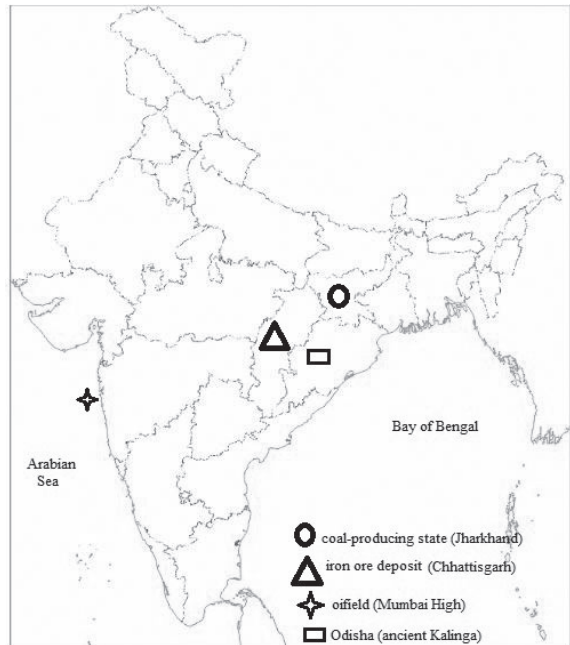 Bay of Bengal
Arabian
Sea
coal-producing state (Jharkhand)
iron ore deposit (Chhattisgarh)
oifield (Mumbai High)
Odisha (ancient Kalinga)